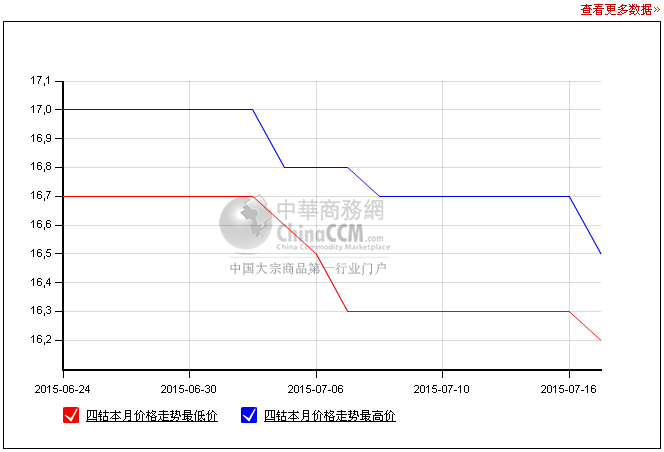 查看更多数据»
17,1
17,0
16,9
16,8
16,7
16,6
16,5
16,4
16,3
16,2
中華商務網
ChinaCCM.com
China Commodity Marketplace
中国大宗商品第一行业门户
2015-06-24 2015-06-30 2015-07-06 2015-07-10 2015-07-16
四钴本月价格走势最低价 四钴本月价格走势最高价